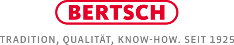 BERTSCH
TRADITION, QUALITÄT, KNOW-HOW. SEIT 1925